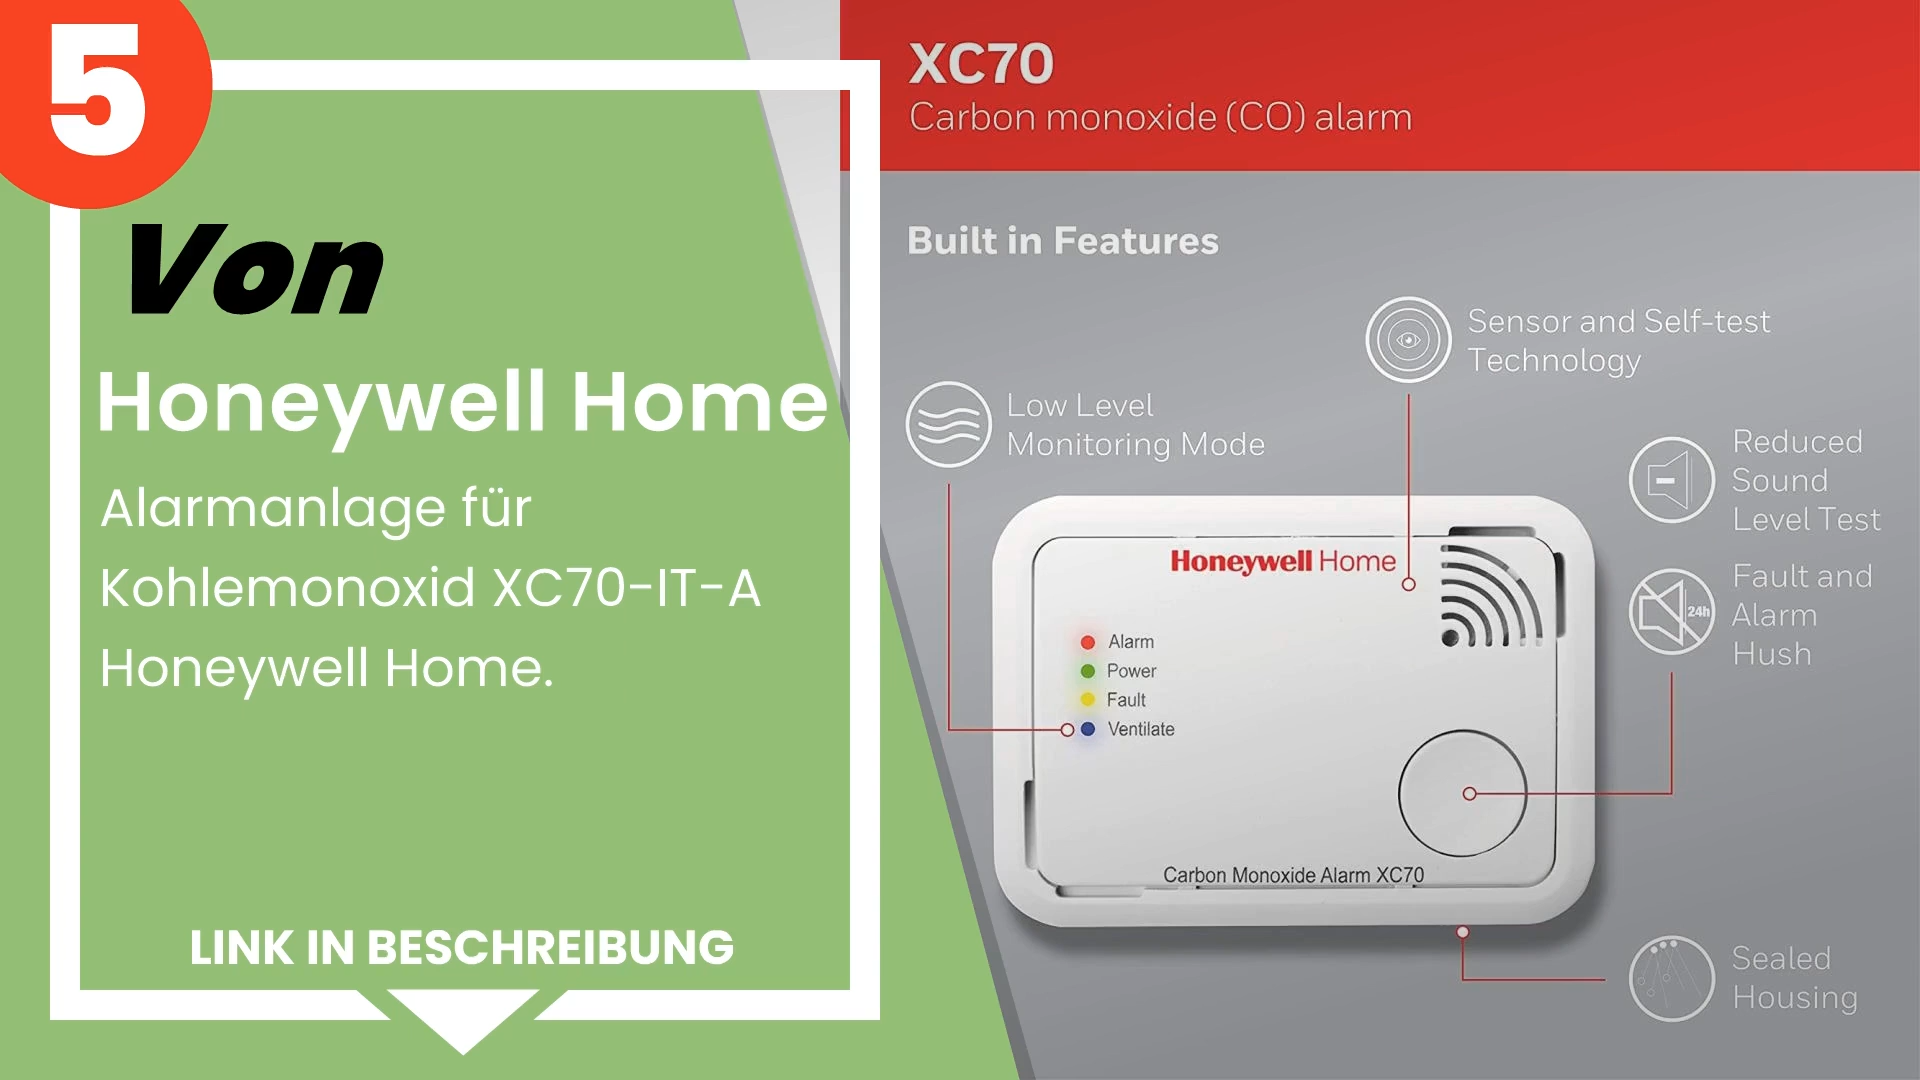 5
Von
Honeywell Home
Alarmanlage für
Kohlemonoxid XC70-IT-A
Honeywell Home.
LINK IN BESCHREIBUNG
XC70
Carbon monoxide (CO) alarm
Built in Features
Sensor and Self-test
Technology
Low Level
Monitoring Mode
Reduced
Sound
Level Test
24h
Fault and
Alarm
Hush
Honeywell Home
Alarm
Power
Fault
Ventilate
Carbon Monoxide Alarm XC70
Sealed
Housing